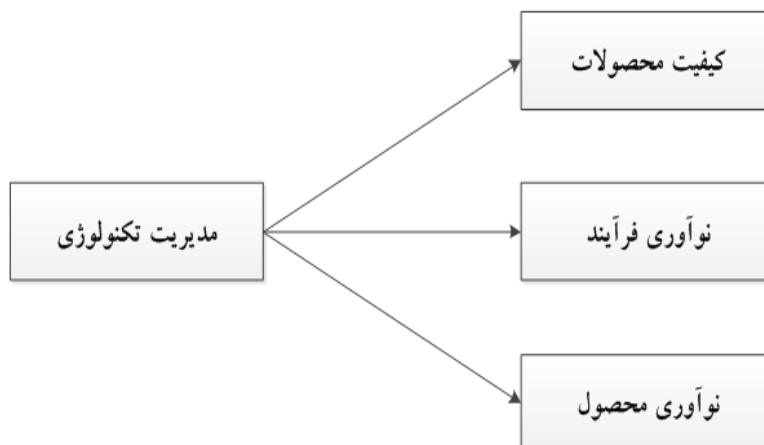 کیفیت محصولات
مدیریت تکنولوژی
نوآوری فرآیند
نوآوری محصول